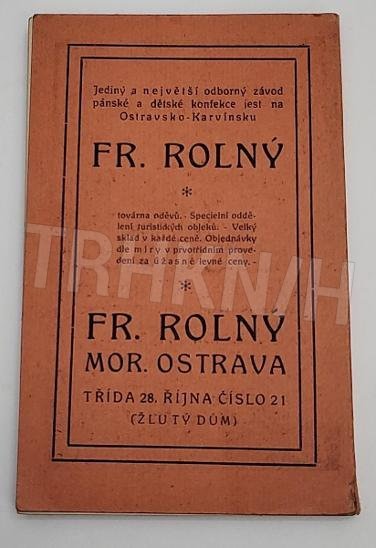 Jediný a největší odborný závod
pánské a dětské konfekce jest na
Ostravsko-Karvínsku
FR. ROLNÝ
*
továrna oděvů. - Specielní oddě-
lení turistických objeků. - Velký
sklad v každé ceně. Objednávky
dle míry v prvotřídním prove-
dení za úžasně levné ceny. -
*
FR. ROLNÝ
MOR. OSTRAVA
TŘÍDA 28. ŘÍJNA ČÍSLO 21
(ŽLUTÝ DŮM)
TRHKNIH